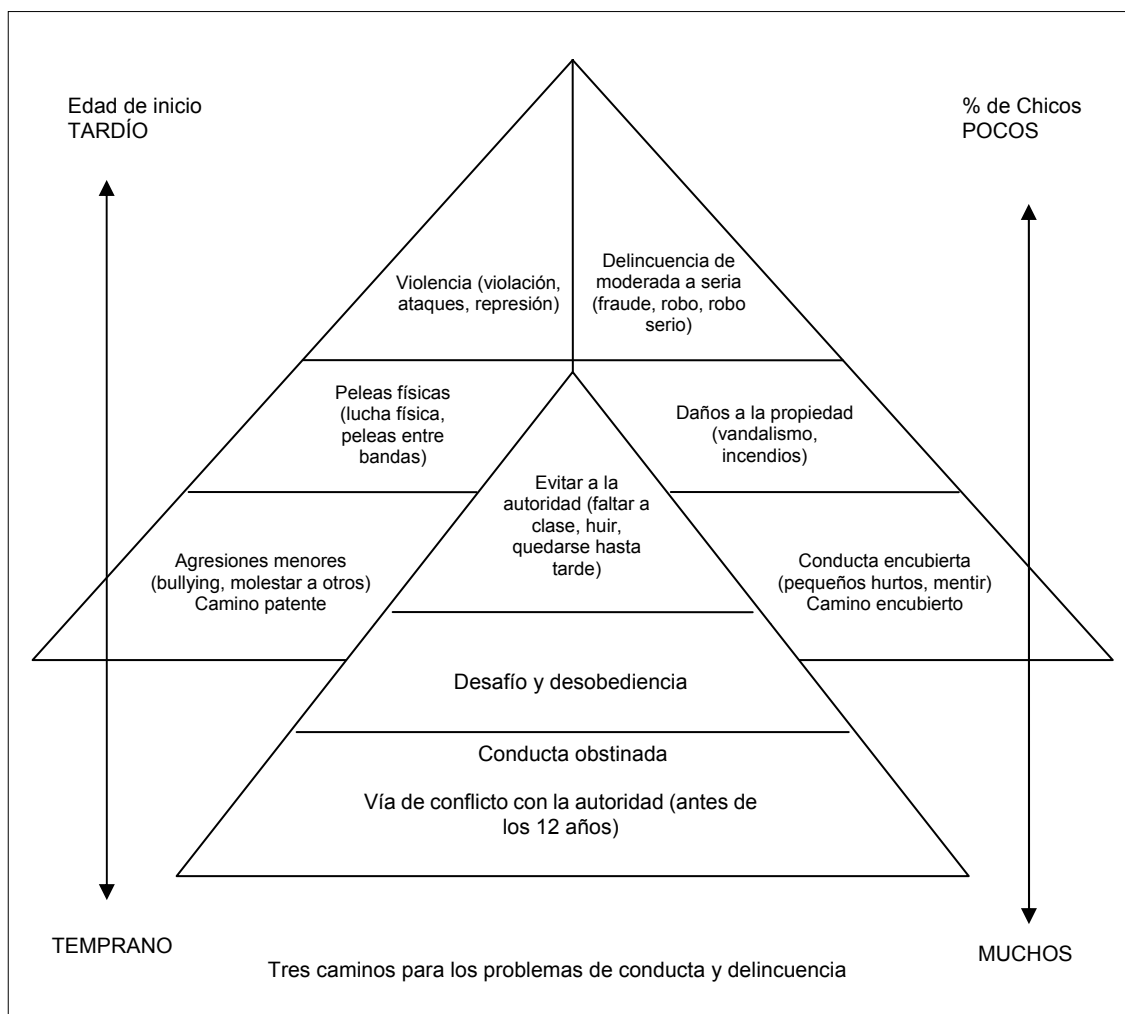 Edad de inicio
TARDÍO
% de Chicos
POCOS
Violencia (violación,
ataques, represión)
Delincuencia de
moderada a seria
(fraude, robo, robo
serio)
Peleas físicas
(lucha física,
peleas entre
bandas)
Daños a la propiedad
(vandalismo,
incendios)
Evitar a la
autoridad (faltar a
clase, huir,
quedarse hasta
tarde)
Agresiones menores
(bullying, molestar a otros)
Camino patente
Conducta encubierta
(pequeños hurtos, mentir)
Camino encubierto
Desafío y desobediencia
Conducta obstinada
Vía de conflicto con la autoridad (antes de
los 12 años)
TEMPRANO
MUCHOS
Tres caminos para los problemas de conducta y delincuencia